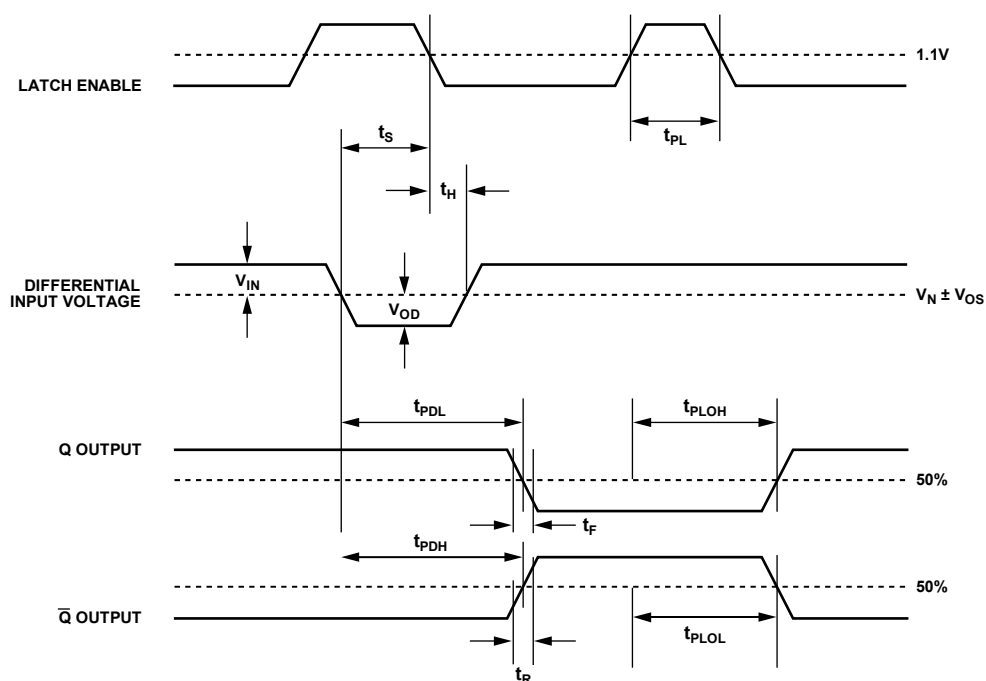 1.1V
LATCH ENABLE
tS
tPL
tH
VIN
DIFFERENTIAL
INPUT VOLTAGE
VN ± VOS
VOD
tPDL
tPLOH
Q OUTPUT
50%
tF
tPDH
50%
Q̅ OUTPUT
tPLOL
tR